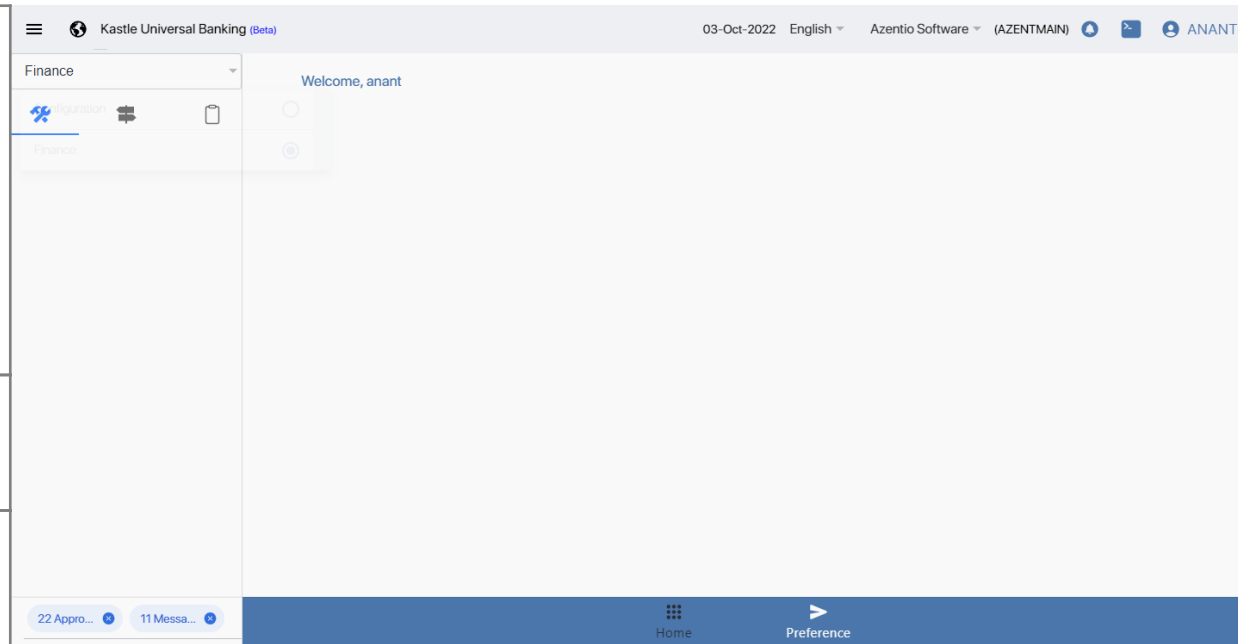 Kastle Universal Banking (Beta)
03-Oct-2022 English Azentio Software (AZENTMAIN) ANANT
Finance
Welcome, anant
figuration
Finance
22 Appro... 11 Messa...
Home
Preference